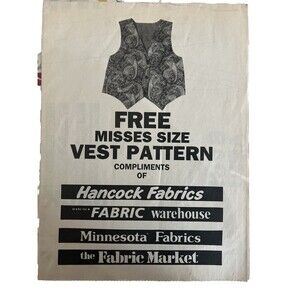 FREE
MISSES SIZE
VEST PATTERN
COMPLIMENTS
OF
Hancock Fabrics
FABRIC warehouse
Minnesota Fabrics
the Fabric Market